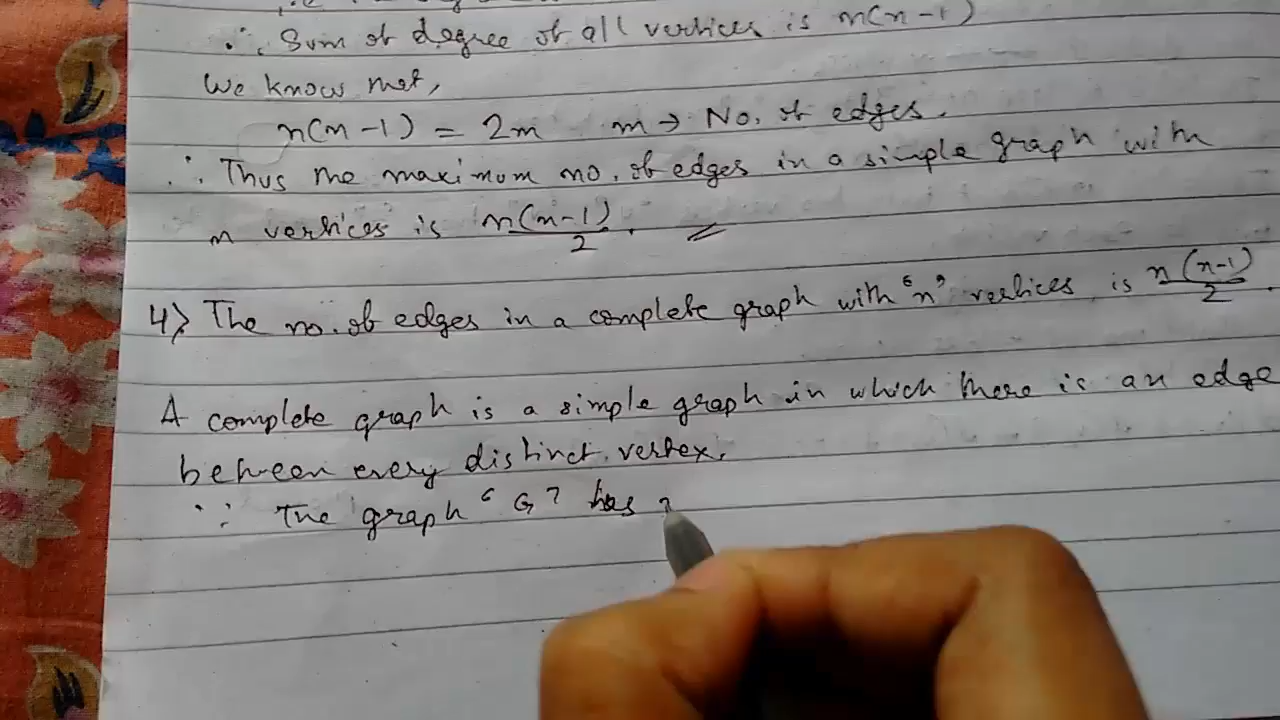 ∴ Sum of degree of all vertices is n(n-1)
We know that,
n(n-1) = 2m m → No. of edges.
∴ Thus the maximum no. of edges in a simple graph with
n vertices is n(n-1)/2.
4) The no. of edges in a complete graph with 'n' vertices is n(n-1)/2.
A complete graph is a simple graph in which there is an edge
between every distinct vertex.
∵ The graph 'G' has